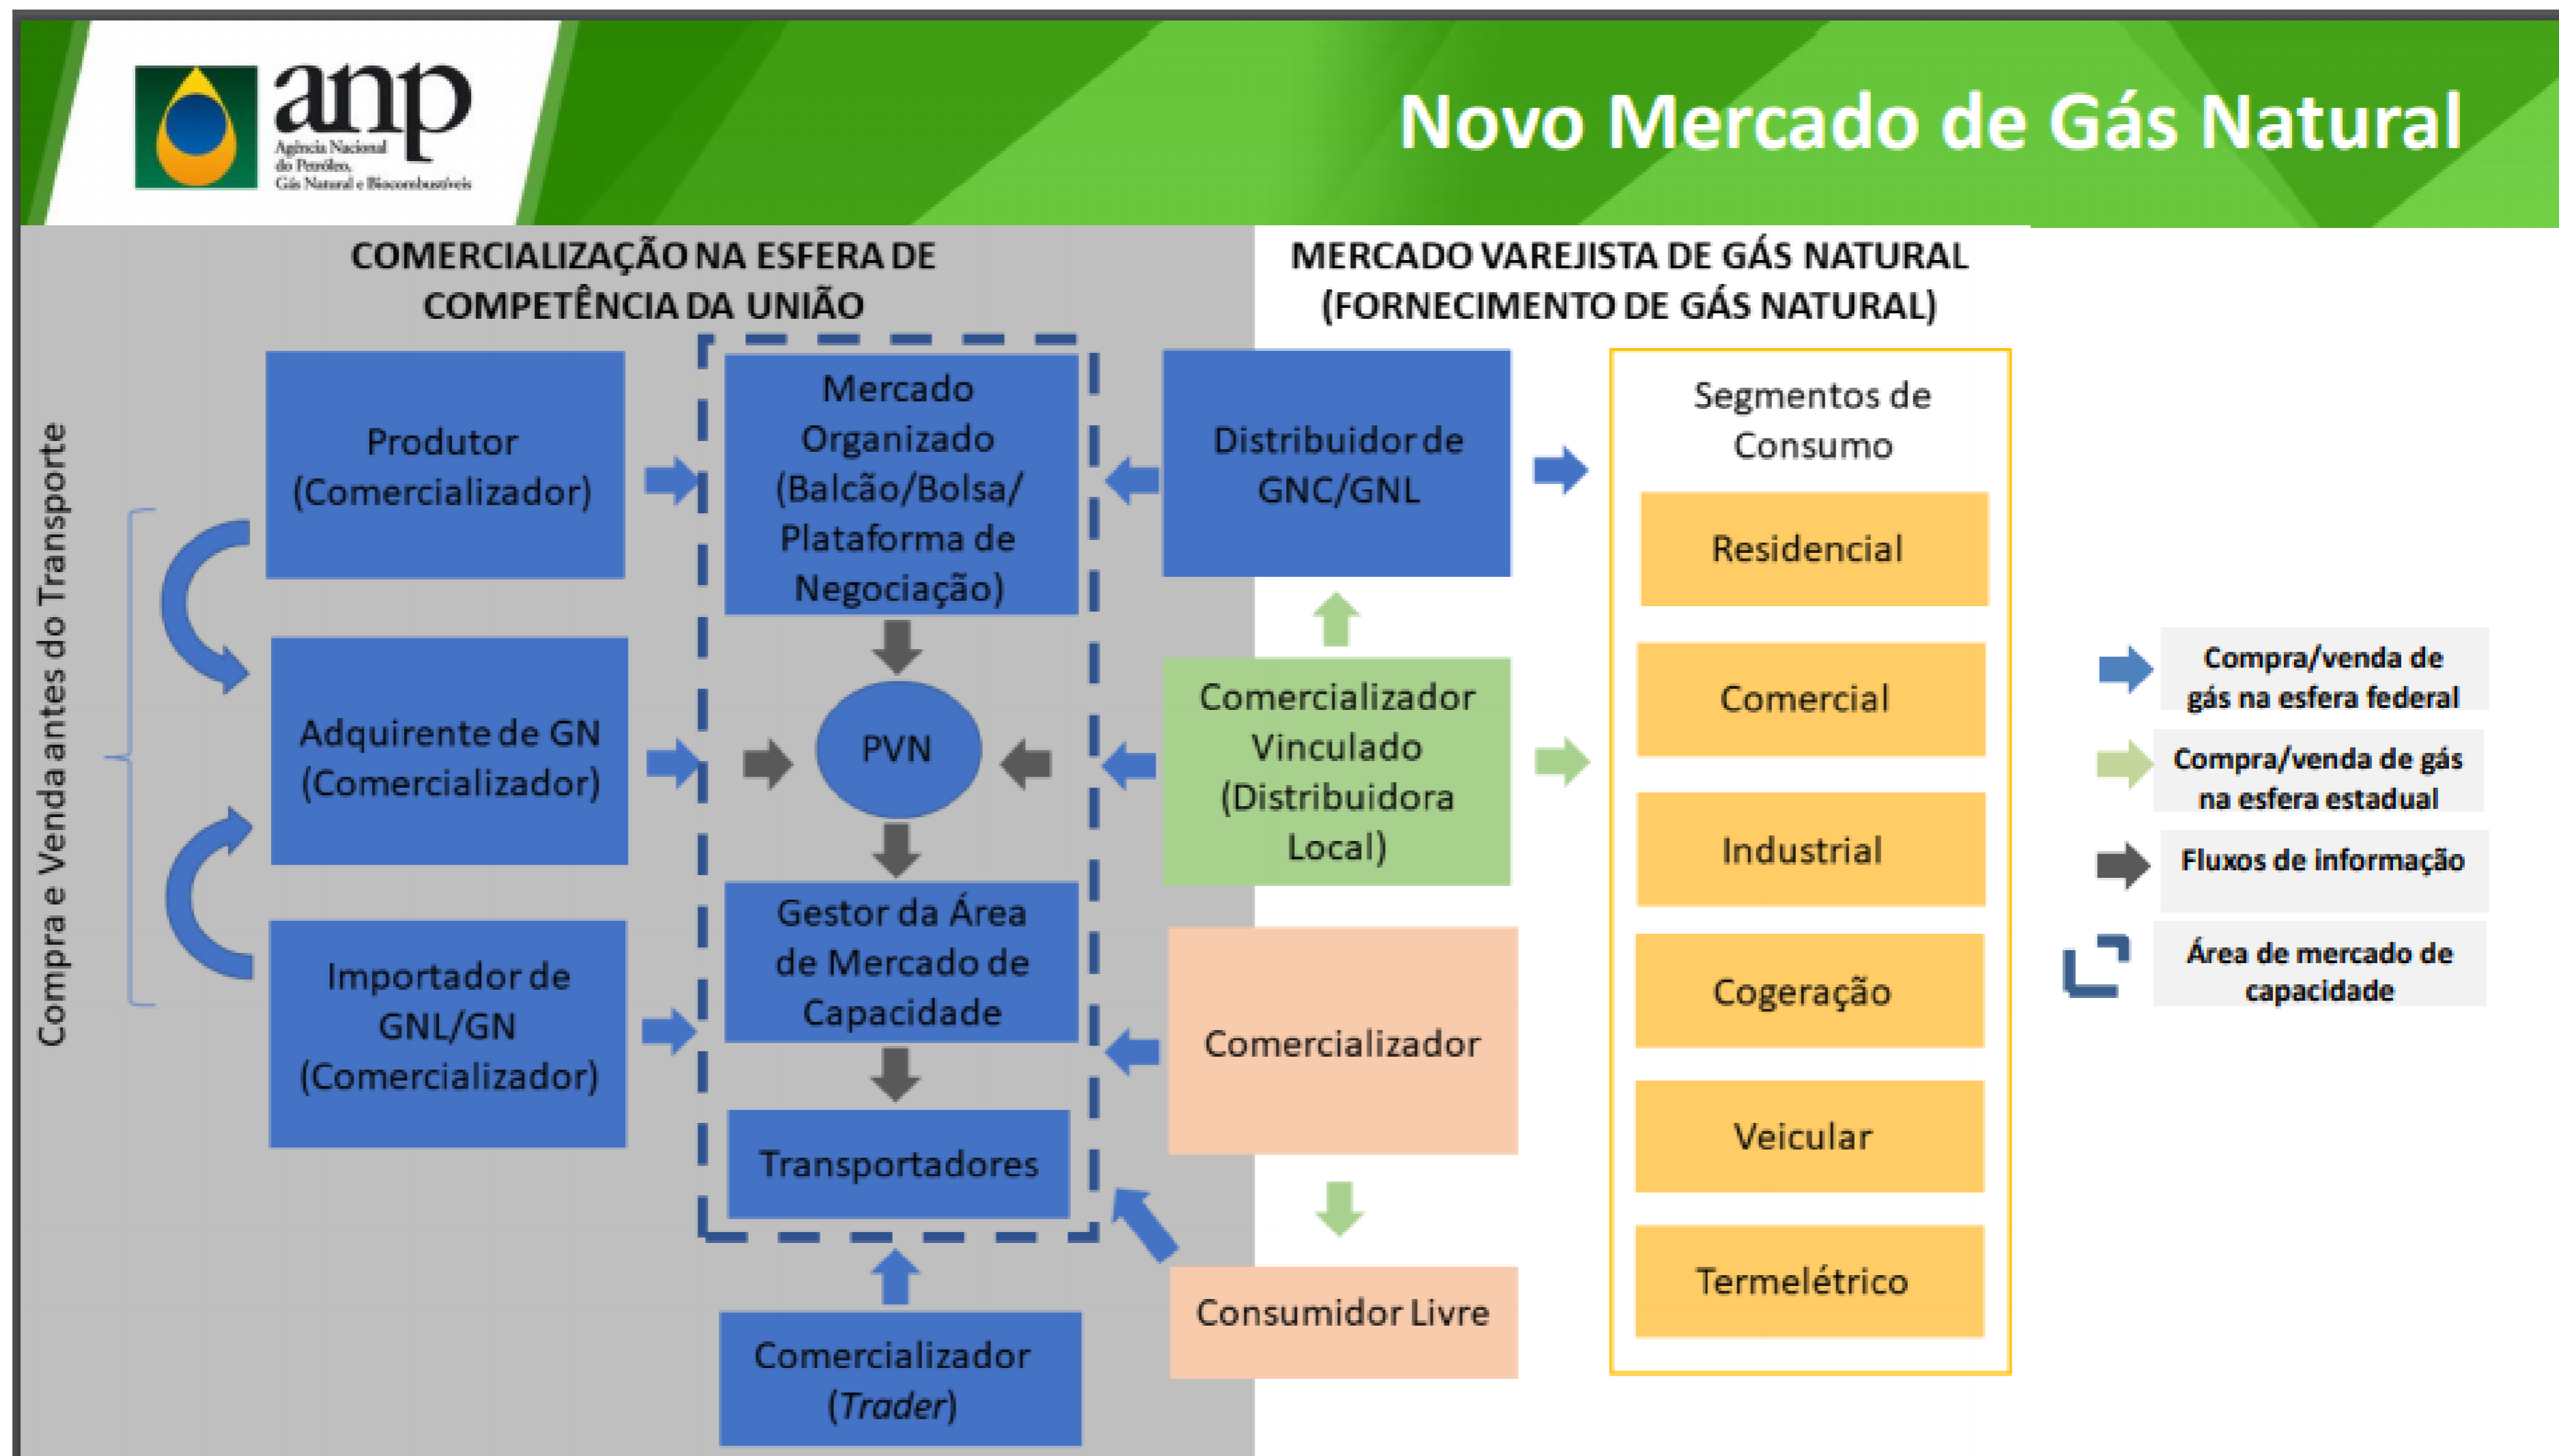 anp
Agência Nacional
do Petróleo,
Gás Natural e Biocombustíveis
Novo Mercado de Gás Natural
COMERCIALIZAÇÃO NA ESFERA DE
COMPETÊNCIA DA UNIÃO
MERCADO VAREJISTA DE GÁS NATURAL
(FORNECIMENTO DE GÁS NATURAL)
Compra e Venda antes do Transporte
Produtor
(Comercializador)
Adquirente de GN
(Comercializador)
Importador de
GNL/GN
(Comercializador)
Mercado
Organizado
(Balcão/Bolsa/
Plataforma de
Negociação)
PVN
Gestor da Área
de Mercado de
Capacidade
Transportadores
Comercializador
(Trader)
Distribuidor de
GNC/GNL
Comercializador
Vinculado
(Distribuidora
Local)
Comercializador
Consumidor Livre
Segmentos de
Consumo
Residencial
Comercial
Industrial
Cogeração
Veicular
Termelétrico
Compra/venda de
gás na esfera federal
Compra/venda de gás
na esfera estadual
Fluxos de informação
Área de mercado de
capacidade